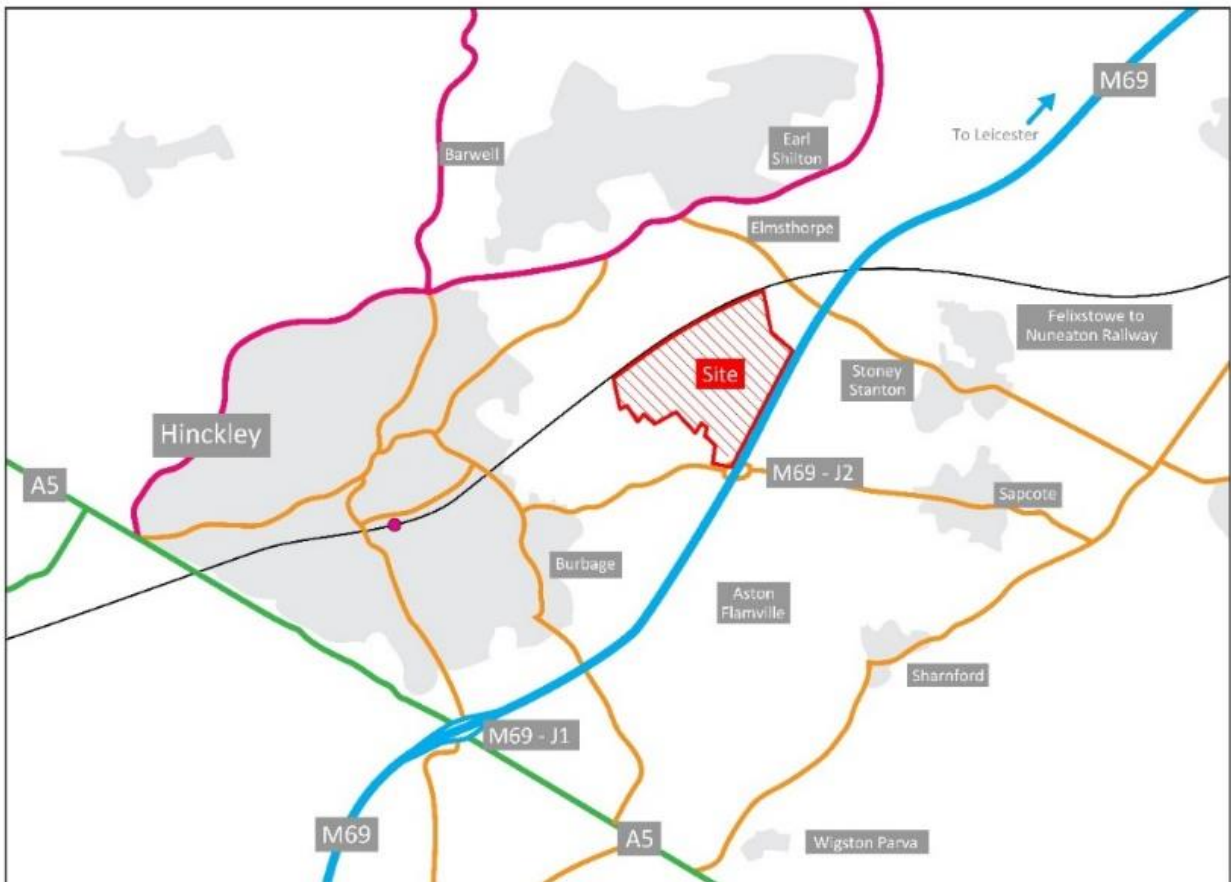 M69
To Leicester
Earl
Shilton
Barwell
Elmsthorpe
Felixstowe to
Nuneaton Railway
Site
Stoney
Stanton
Hinckley
A5
M69 - J2
Sapcote
Burbage
Aston
Flamville
Sharnford
M69 - J1
M69
A5
Wigston Parva